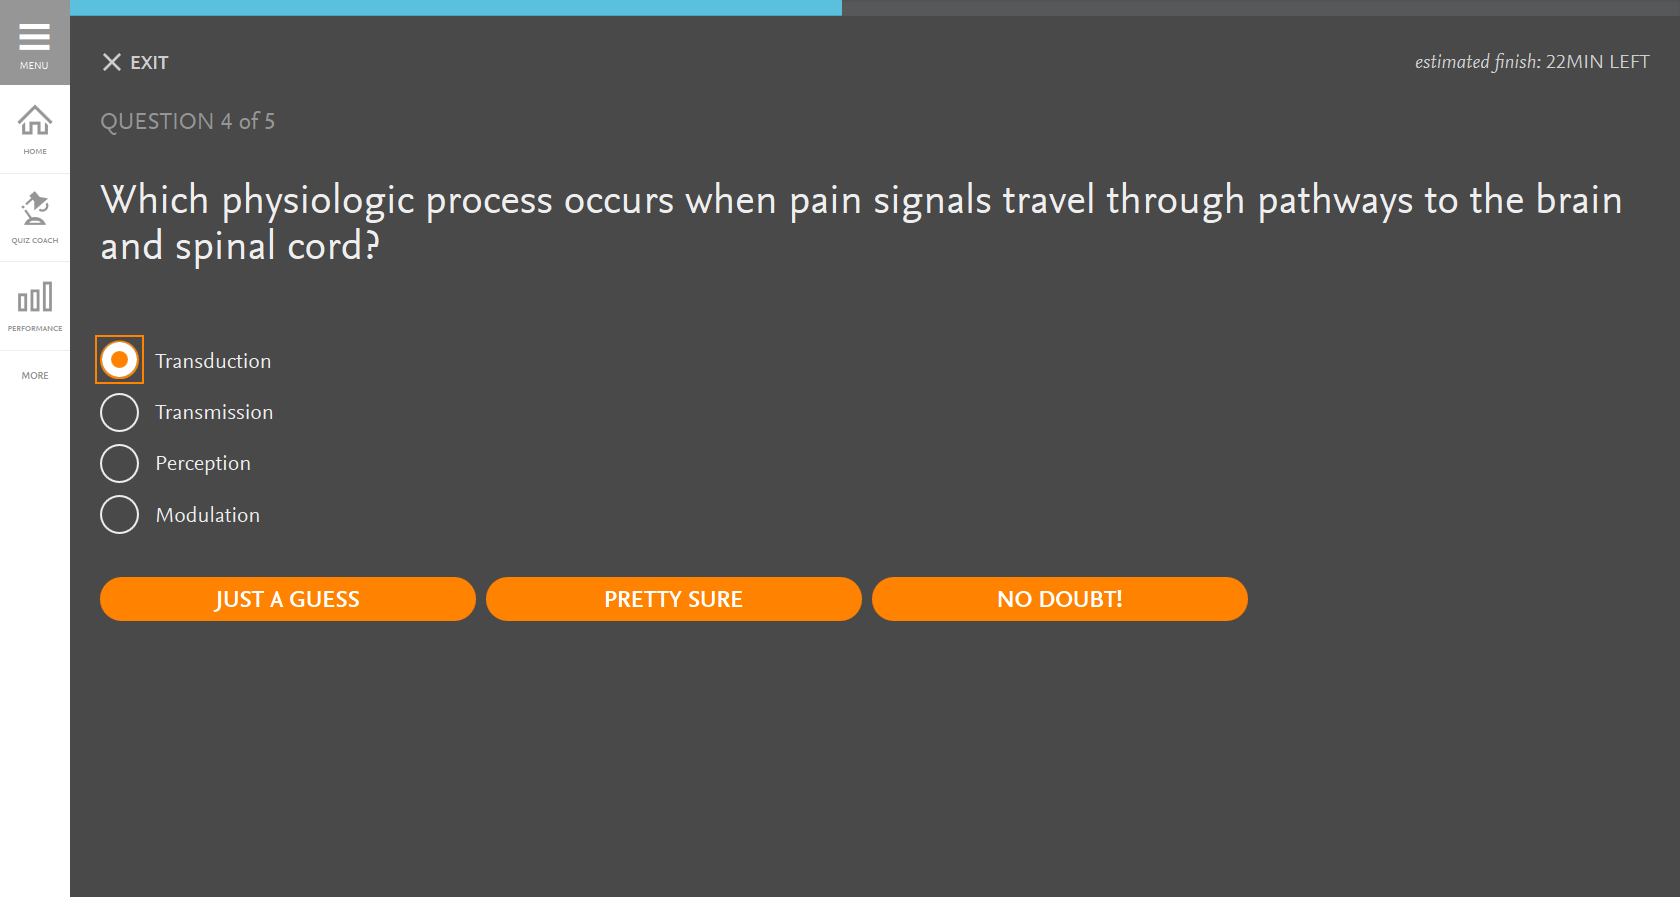 MENU
HOME
QUIZ COACH
PERFORMANCE
MORE
EXIT
estimated finish: 22MIN LEFT
QUESTION 4 of 5
Which physiologic process occurs when pain signals travel through pathways to the brain
and spinal cord?
Transduction
Transmission
Perception
Modulation
JUST A GUESS
PRETTY SURE
NO DOUBT!